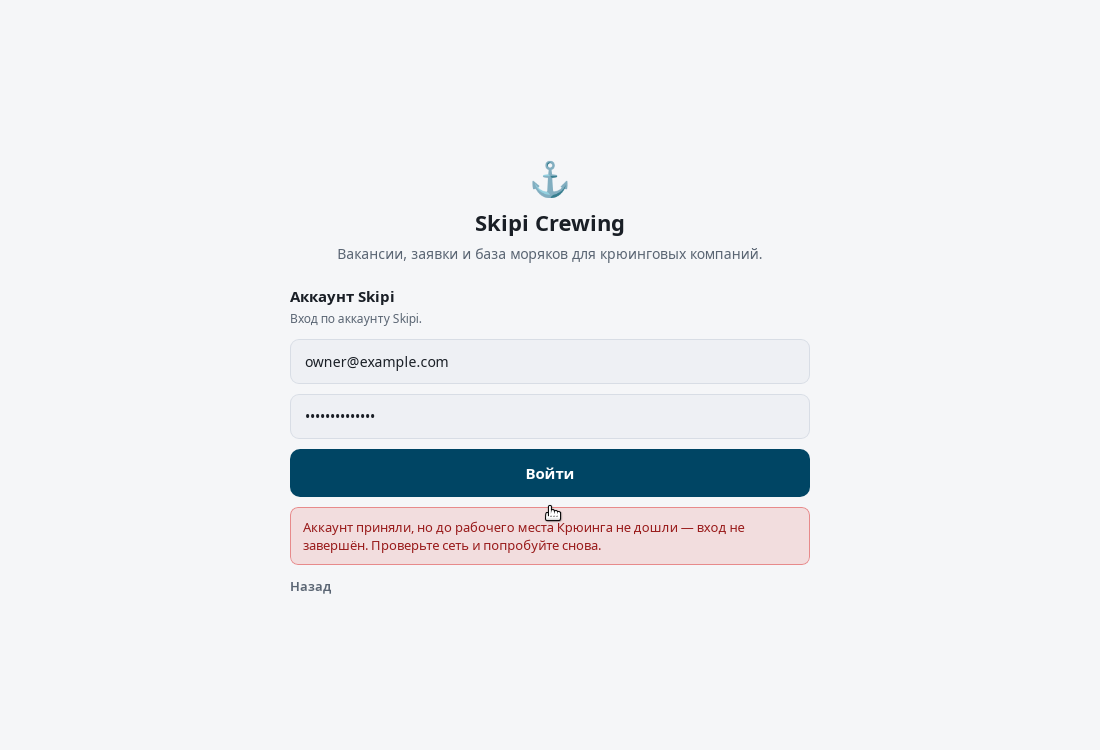 Skipi Crewing
Вакансии, заявки и база моряков для крюинговых компаний.
Аккаунт Skipi
Вход по аккаунту Skipi.
owner@example.com
••••••••••••••
Войти
Аккаунт приняли, но до рабочего места Крюинга не дошли — вход не
завершён. Проверьте сеть и попробуйте снова.
Назад